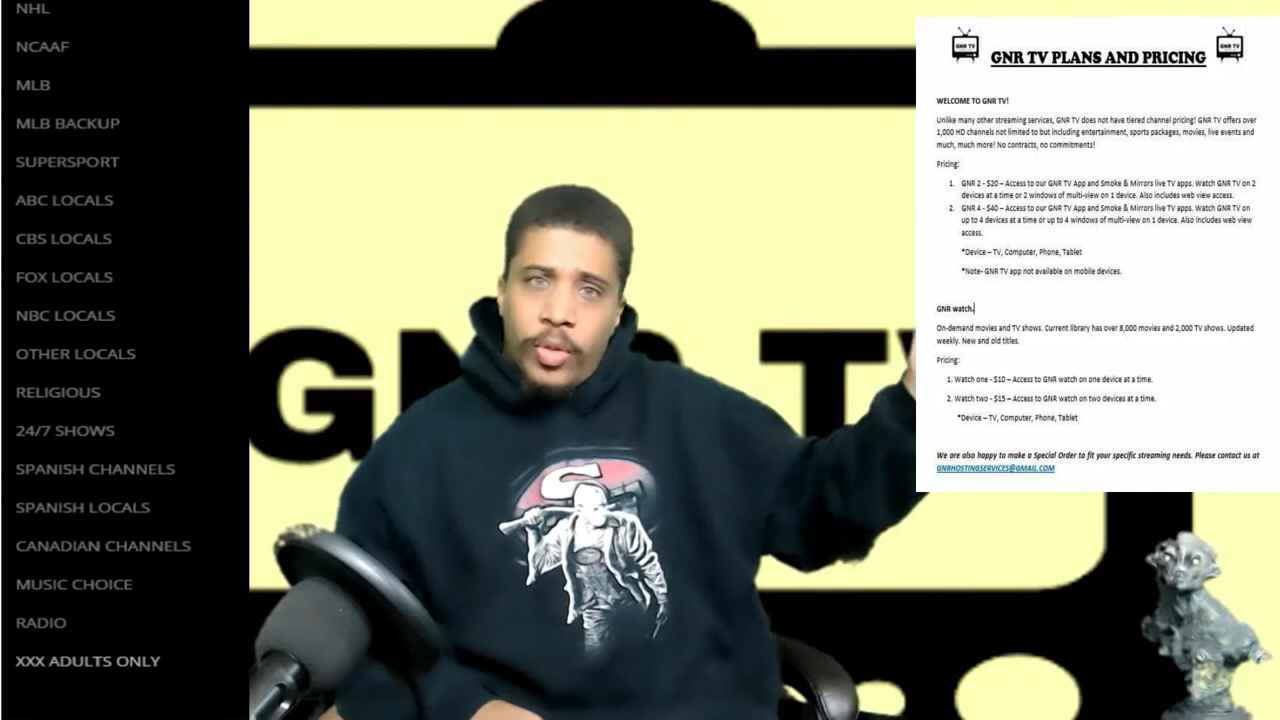 NHL
NCAAF
MLB
MLB BACKUP
SUPERSPORT
ABC LOCALS
CBS LOCALS
FOX LOCALS
NBC LOCALS
OTHER LOCALS
RELIGIOUS
24/7 SHOWS
SPANISH CHANNELS
SPANISH LOCALS
CANADIAN CHANNELS
MUSIC CHOICE
RADIO
XXX ADULTS ONLY
GN TV
GNR TV
GNR TV PLANS AND PRICING
GNR TV
WELCOME TO GNR TV!
Unlike many other streaming services, GNR TV does not have tiered channel pricing! GNR TV offers over
1,000 HD channels not limited to but including entertainment, sports packages, movies, live events and
much, much more! No contracts, no commitments!
Pricing:
1. GNR 2 - $20 – Access to our GNR TV App and Smoke & Mirrors live TV apps. Watch GNR TV on 2
devices at a time or 2 windows of multi-view on 1 device. Also includes web view access.
2. GNR 4 - $40 – Access to our GNR TV App and Smoke & Mirrors live TV apps. Watch GNR TV on
up to 4 devices at a time or up to 4 windows of multi-view on 1 device. Also includes web view
access.
*Device – TV, Computer, Phone, Tablet
*Note- GNR TV app not available on mobile devices.
GNR watch.
On-demand movies and TV shows. Current library has over 8,000 movies and 2,000 TV shows. Updated
weekly. New and old titles.
Pricing:
1. Watch one - $10 – Access to GNR watch on one device at a time.
2. Watch two - $15 – Access to GNR watch on two devices at a time.
*Device – TV, Computer, Phone, Tablet
We are also happy to make a Special Order to fit your specific streaming needs. Please contact us at
GNRHOSTINGSERVICES@GMAIL.COM